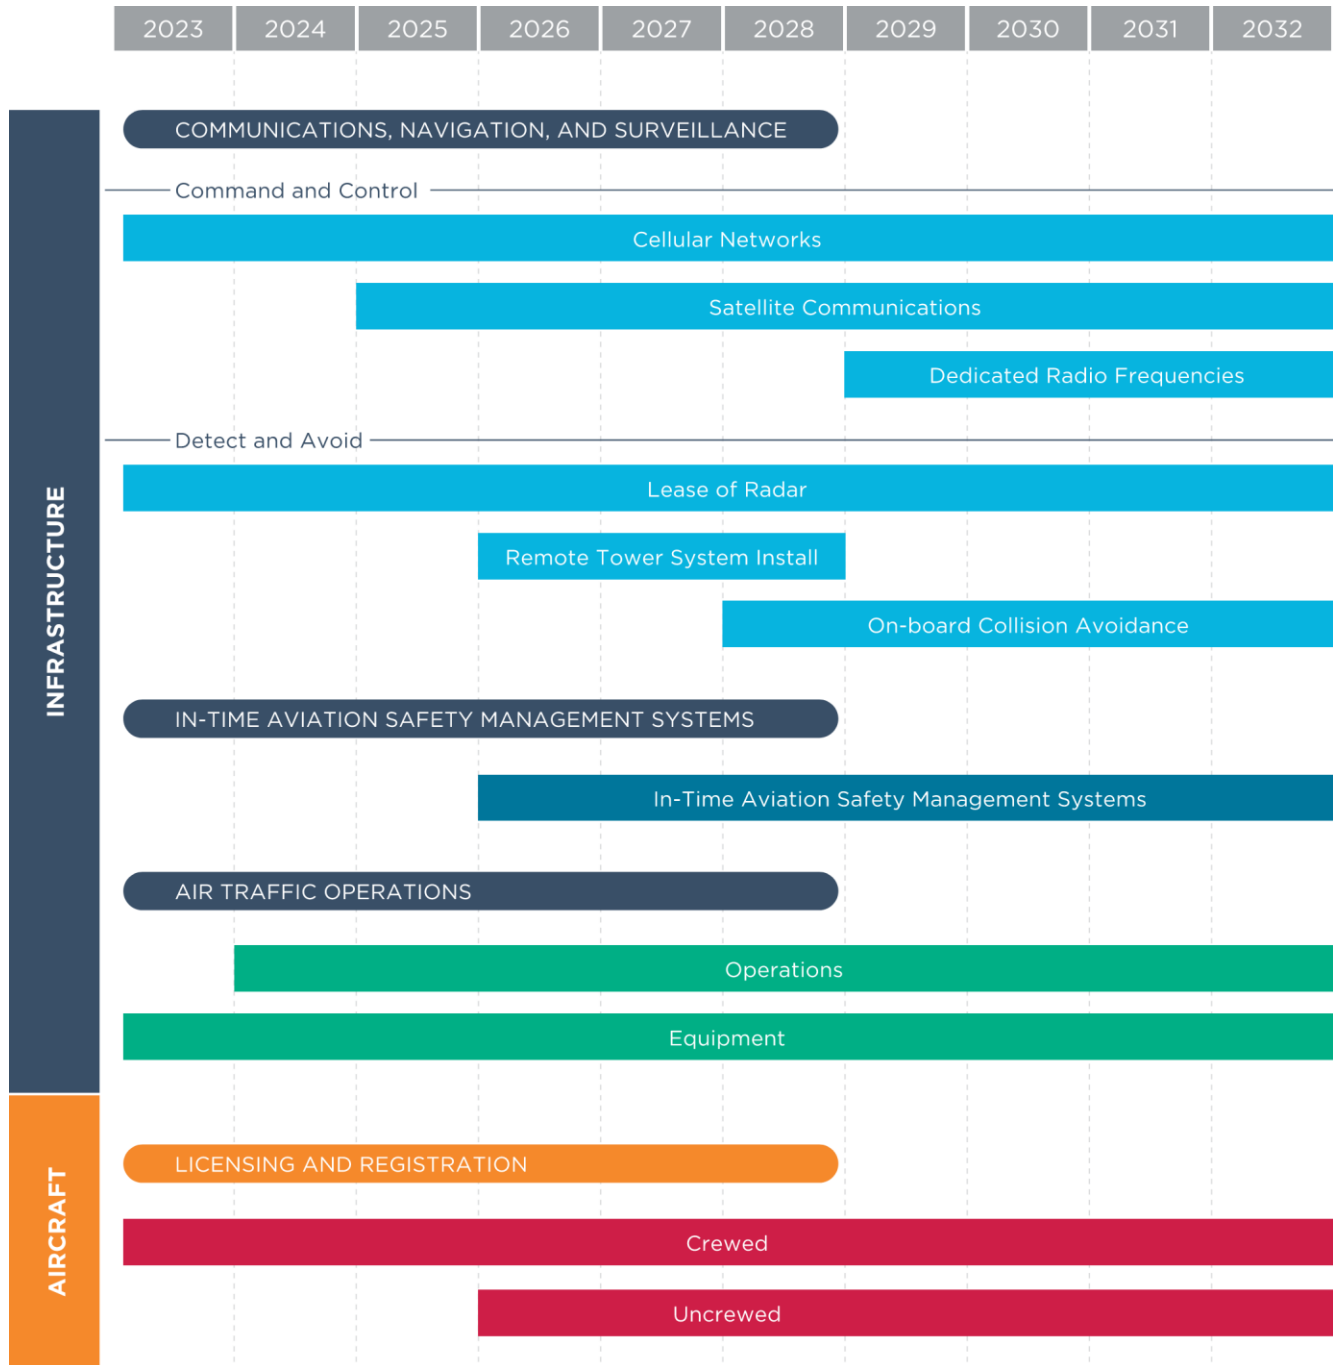 2023 2024 2025 2026 2027 2028 2029 2030 2031 2032
INFRASTRUCTURE
COMMUNICATIONS, NAVIGATION, AND SURVEILLANCE
Command and Control
Cellular Networks
Satellite Communications
Dedicated Radio Frequencies
Detect and Avoid
Lease of Radar
Remote Tower System Install
On-board Collision Avoidance
IN-TIME AVIATION SAFETY MANAGEMENT SYSTEMS
In-Time Aviation Safety Management Systems
AIR TRAFFIC OPERATIONS
Operations
Equipment
AIRCRAFT
LICENSING AND REGISTRATION
Crewed
Uncrewed